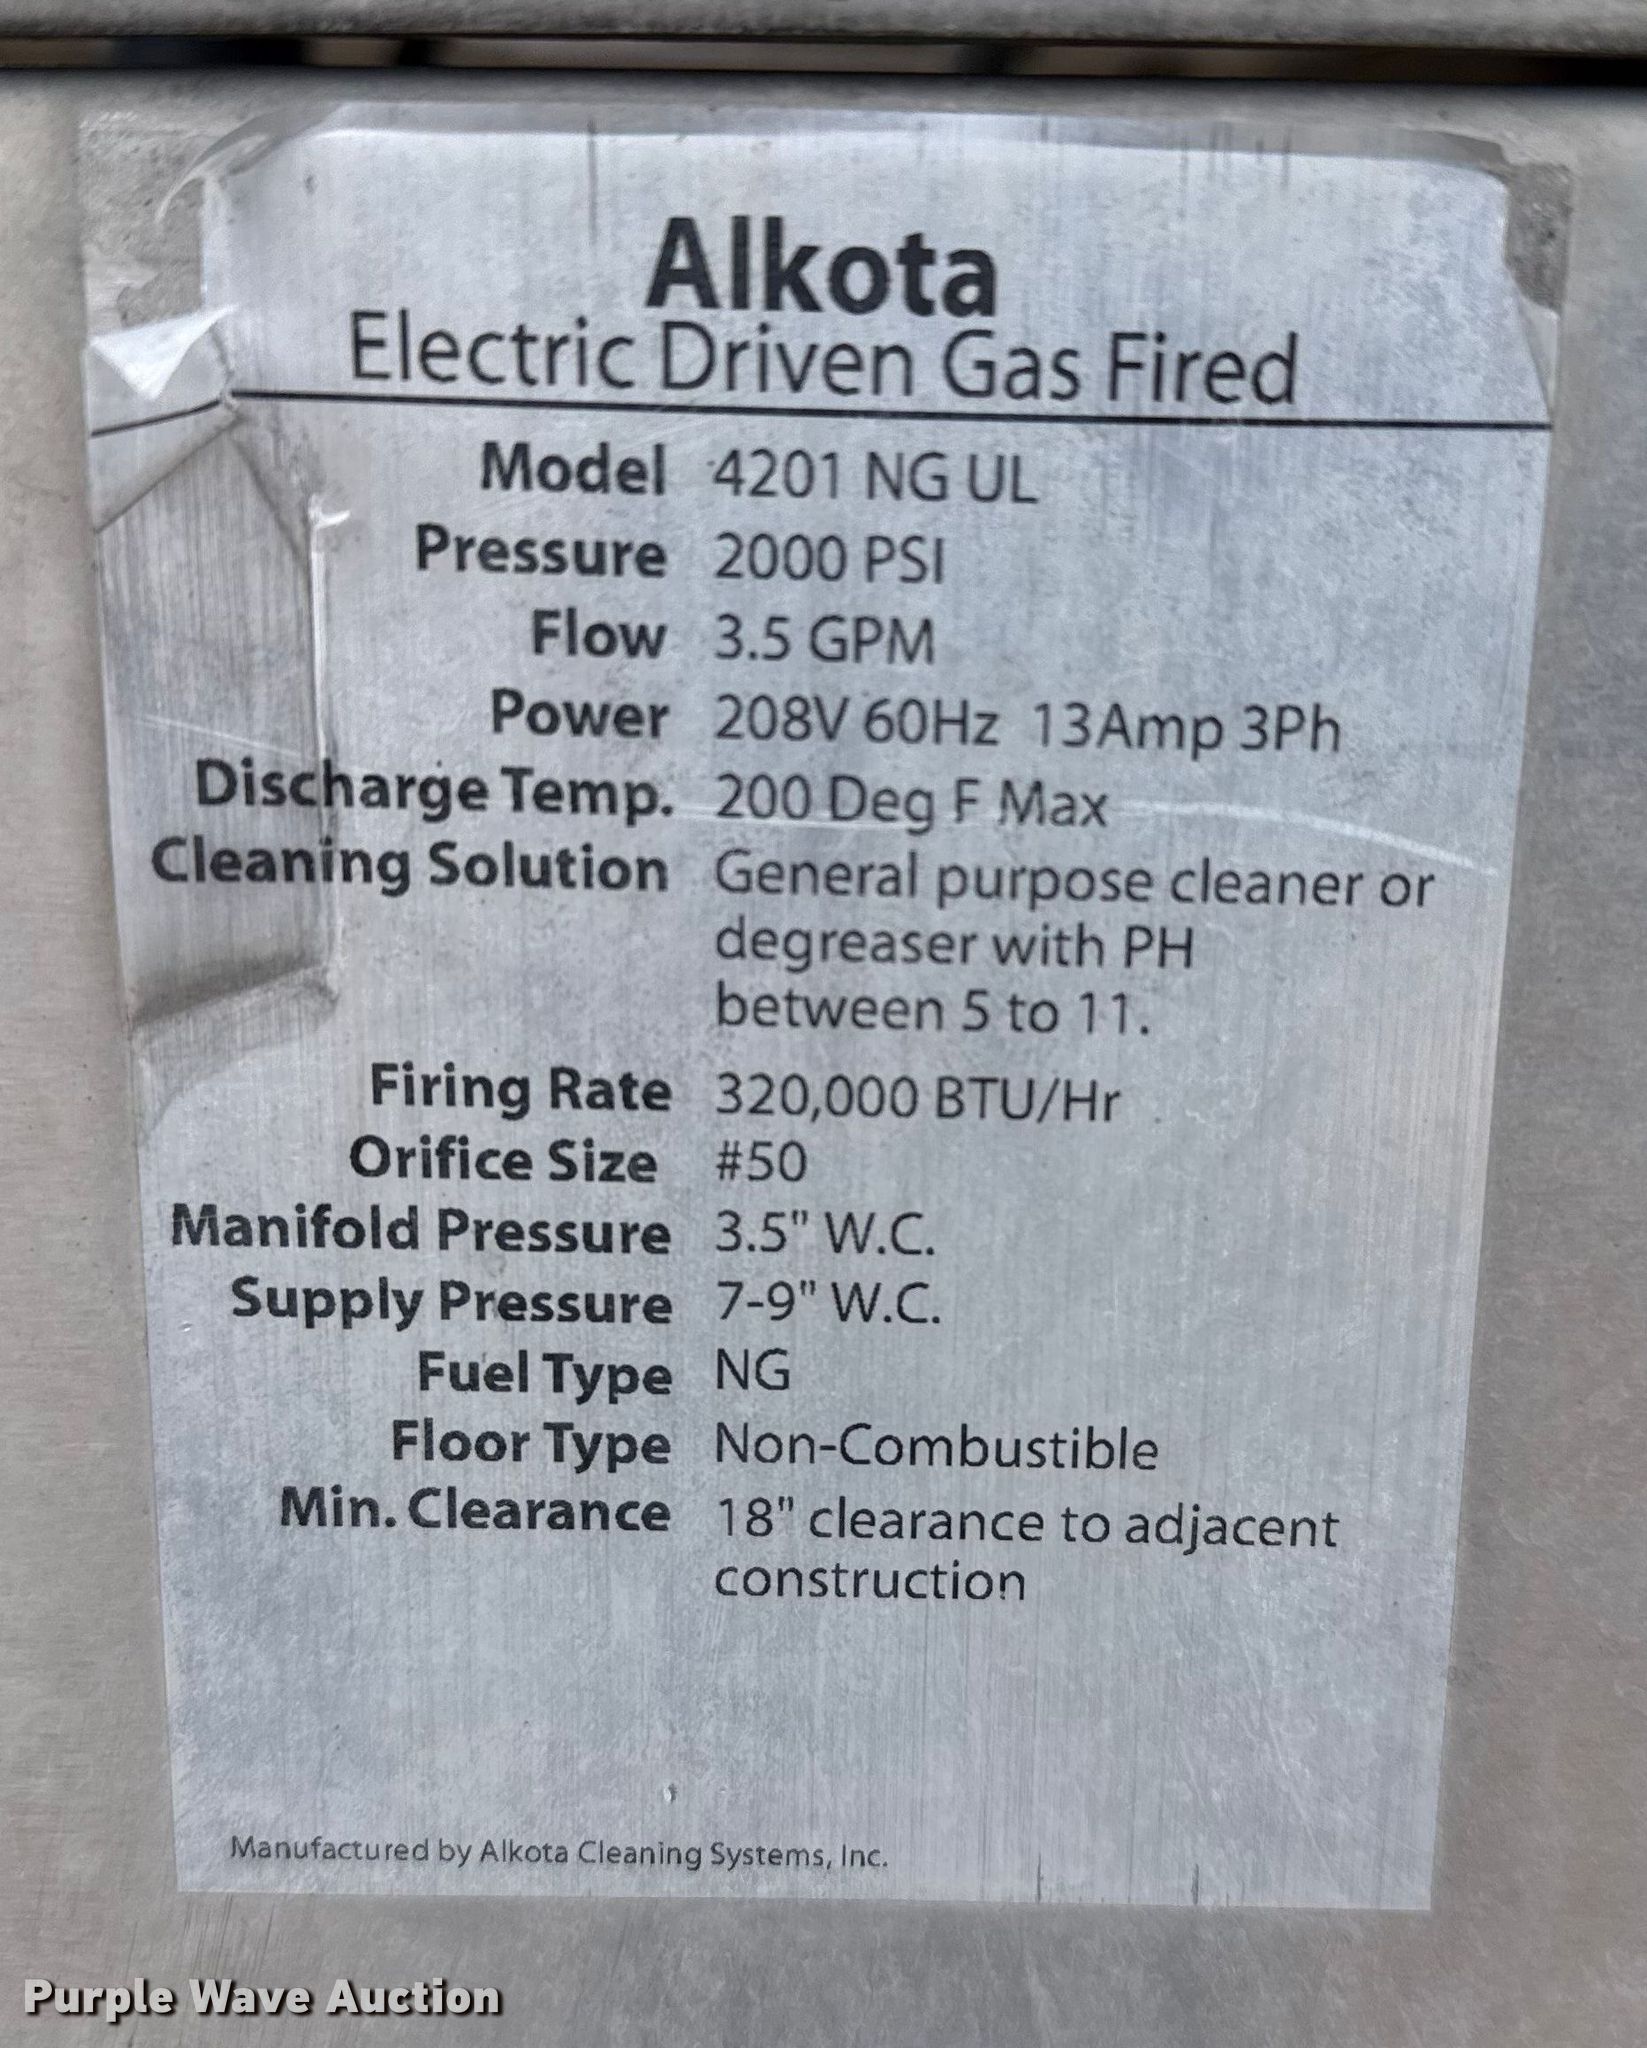 Alkota
Electric Driven Gas Fired
Model 4201 NG UL
Pressure 2000 PSI
Flow 3.5 GPM
Power 208V 60Hz 13Amp 3Ph
Discharge Temp. 200 Deg F Max
Cleaning Solution General purpose cleaner or
degreaser with PH
between 5 to 11.
Firing Rate 320,000 BTU/Hr
Orifice Size #50
Manifold Pressure 3.5" W.C.
Supply Pressure 7-9" W.C.
Fuel Type NG
Floor Type Non-Combustible
Min. Clearance 18" clearance to adjacent
construction
Manufactured by Alkota Cleaning Systems, Inc.
Purple Wave Auction